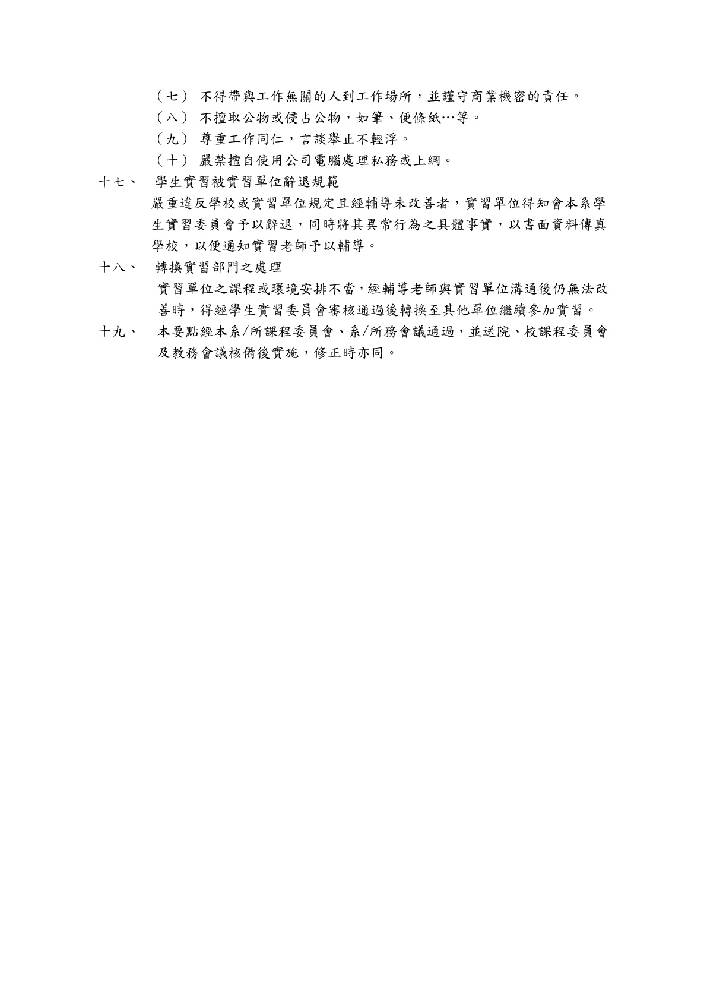 （七） 不得帶與工作無關的人到工作場所，並謹守商業機密的責任。
（八） 不擅取公物或侵占公物，如筆、便條紙…等。
（九） 尊重工作同仁，言談舉止不輕浮。
（十） 嚴禁擅自使用公司電腦處理私務或上網。
十七、 學生實習被實習單位辭退規範
嚴重違反學校或實習單位規定且經輔導未改善者，實習單位得知會本系學
生實習委員會予以辭退，同時將其異常行為之具體事實，以書面資料傳真
學校，以便通知實習老師予以輔導。
十八、 轉換實習部門之處理
實習單位之課程或環境安排不當，經輔導老師與實習單位溝通後仍無法改
善時，得經學生實習委員會審核通過後轉換至其他單位繼續參加實習。
十九、 本要點經本系/所課程委員會、系/所務會議通過，並送院、校課程委員會
及教務會議核備後實施，修正時亦同。